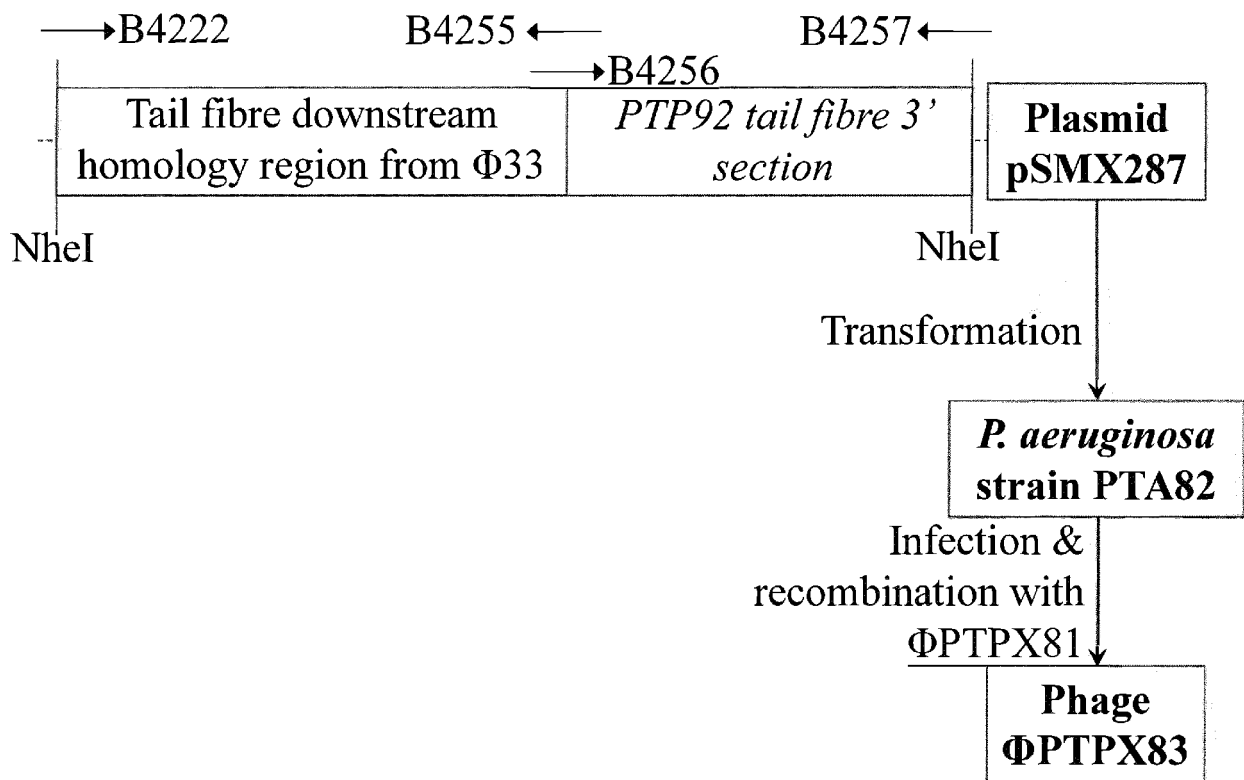 B4222
B4255
B4257
B4256
Tail fibre downstream
homology region from Φ33
PTP92 tail fibre 3’
section
Plasmid
pSMX287
NheI
NheI
Transformation
P. aeruginosa
strain PTA82
Infection &
recombination with
ΦPTPX81
Phage
ΦPTPX83